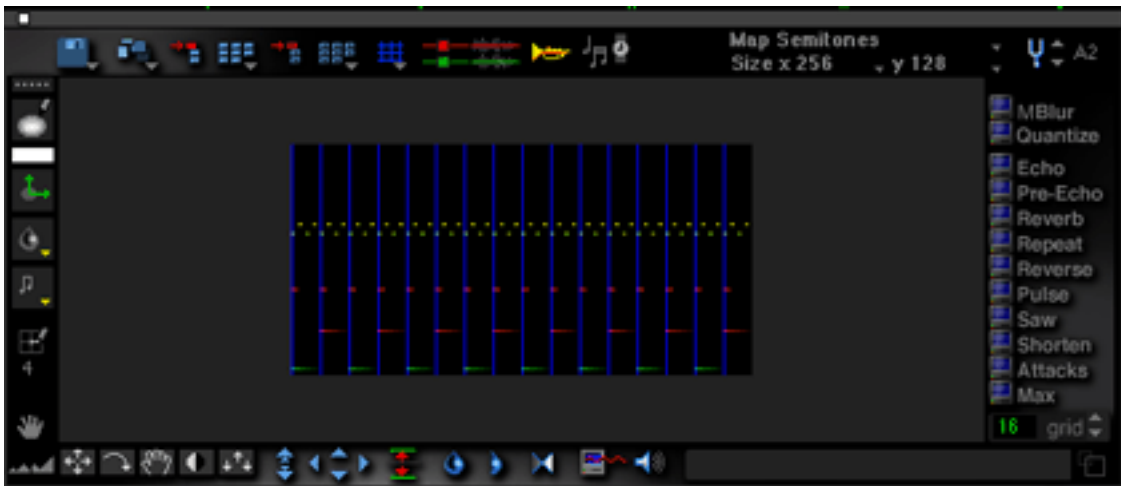 Map Semitones
Size x 256 y 128
A2
MBlur
Quantize
Echo
Pre-Echo
Reverb
Repeat
Reverse
Pulse
Saw
Shorten
Attacks
Max
4
16 grid